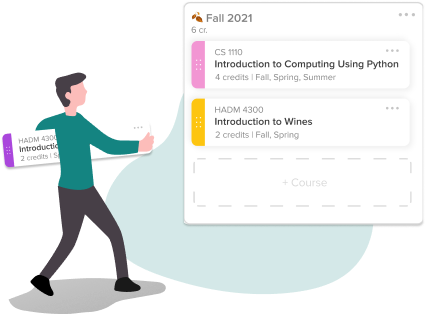 Fall 2021
6 cr.
CS 1110
Introduction to Computing Using Python
4 credits | Fall, Spring, Summer
HADM 4300
Introduction to Wines
2 credits | Fall, Spring
+ Course
HADM 4300
2 credits |